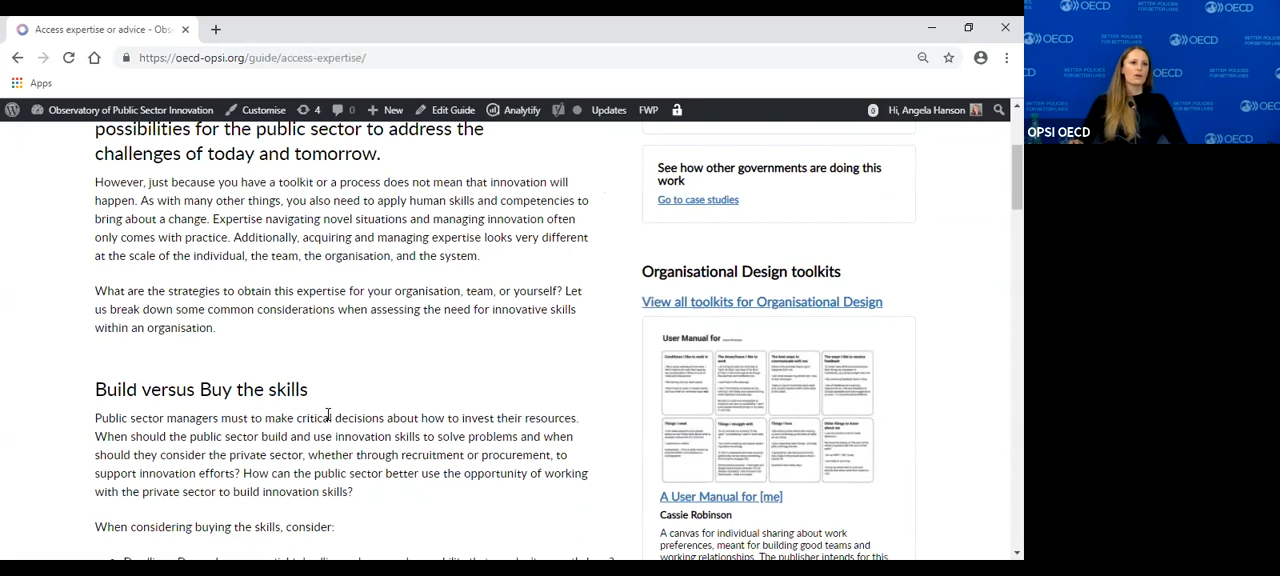 Access expertise or advice - Obs
https://oecd-opsi.org/guide/access-expertise/
Apps
Observatory of Public Sector Innovation
Customise
4
0
New
Edit Guide
Analytify
Updates
FWP
0
Hi, Angela Hanson
possibilities for the public sector to address the
challenges of today and tomorrow.
However, just because you have a toolkit or a process does not mean that innovation will
happen. As with many other things, you also need to apply human skills and competencies to
bring about a change. Expertise navigating novel situations and managing innovation often
only comes with practice. Additionally, acquiring and managing expertise looks very different
at the scale of the individual, the team, the organisation, and the system.
What are the strategies to obtain this expertise for your organisation, team, or yourself? Let
us break down some common considerations when assessing the need for innovative skills
within an organisation.
Build versus Buy the skills
Public sector managers must to make critical decisions about how to invest their resources.
When should the public sector build and use innovation skills to solve problems and when
should you consider the private sector, whether through recruitment or procurement, to
support innovation efforts? How can the public sector better use the opportunity of working
with the private sector to build innovation skills?
When considering buying the skills, consider:
See how other governments are doing this
work
Go to case studies
Organisational Design toolkits
View all toolkits for Organisational Design
User Manual for
A User Manual for [me]
Cassie Robinson
A canvas for individual sharing about work
preferences, meant for building good teams and
working relationships. The publisher intends for this
OECD
BETTER POLICIES
FOR BETTER LIVES
OPSI OECD